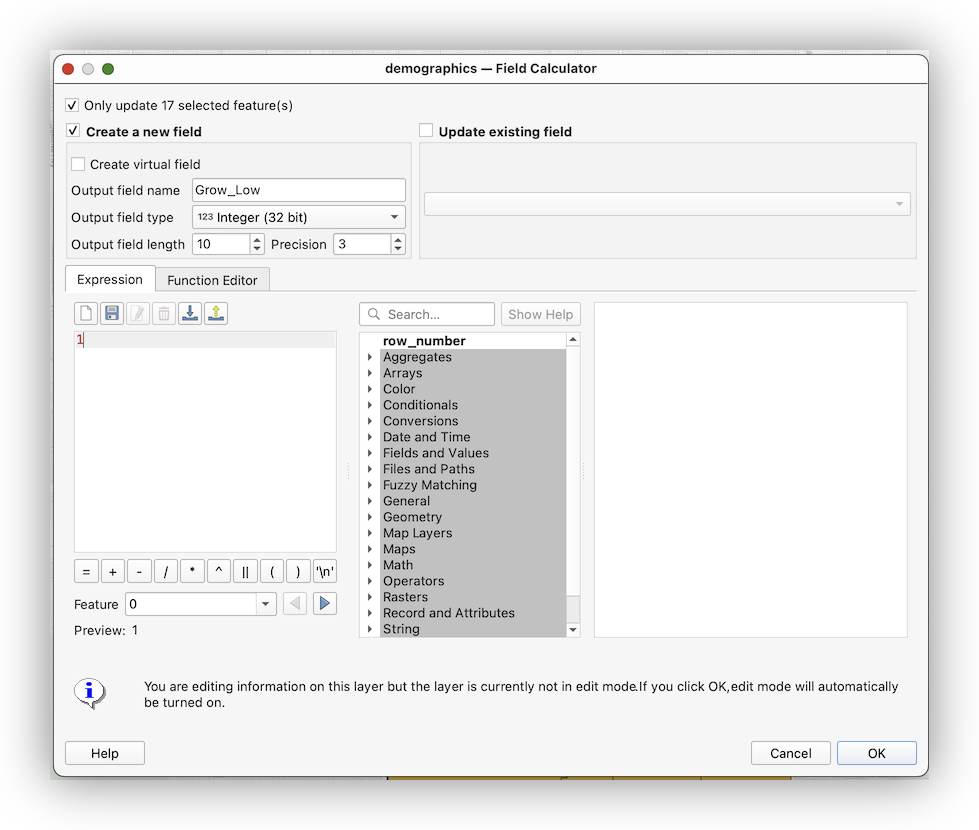 demographics — Field Calculator
Only update 17 selected feature(s)
Create a new field
Update existing field
Create virtual field
Output field name Grow_Low
Output field type 123 Integer (32 bit)
Output field length 10 Precision 3
Expression Function Editor
Search... Show Help
1
row_number
Aggregates
Arrays
Color
Conditionals
Conversions
Date and Time
Fields and Values
Files and Paths
Fuzzy Matching
General
Geometry
Map Layers
Maps
Math
Operators
Rasters
Record and Attributes
String
= + - / * ^ || ( ) '\n'
Feature 0
Preview: 1
You are editing information on this layer but the layer is currently not in edit mode.If you click OK,edit mode will automatically
be turned on.
Help Cancel OK